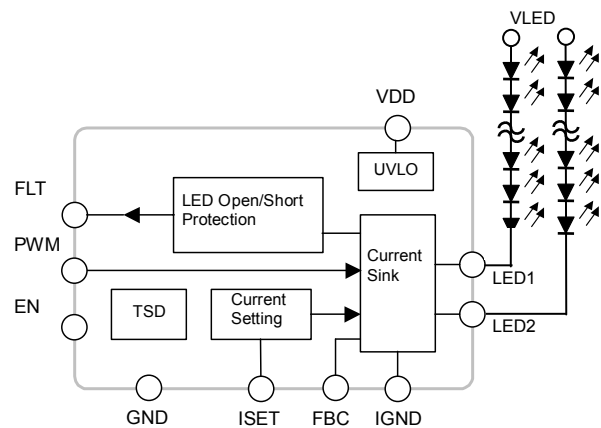 VLED
VDD
UVLO
FLT
LED Open/Short
Protection
PWM
Current
Sink
LED1
EN
TSD
Current
Setting
LED2
GND
ISET
FBC
IGND